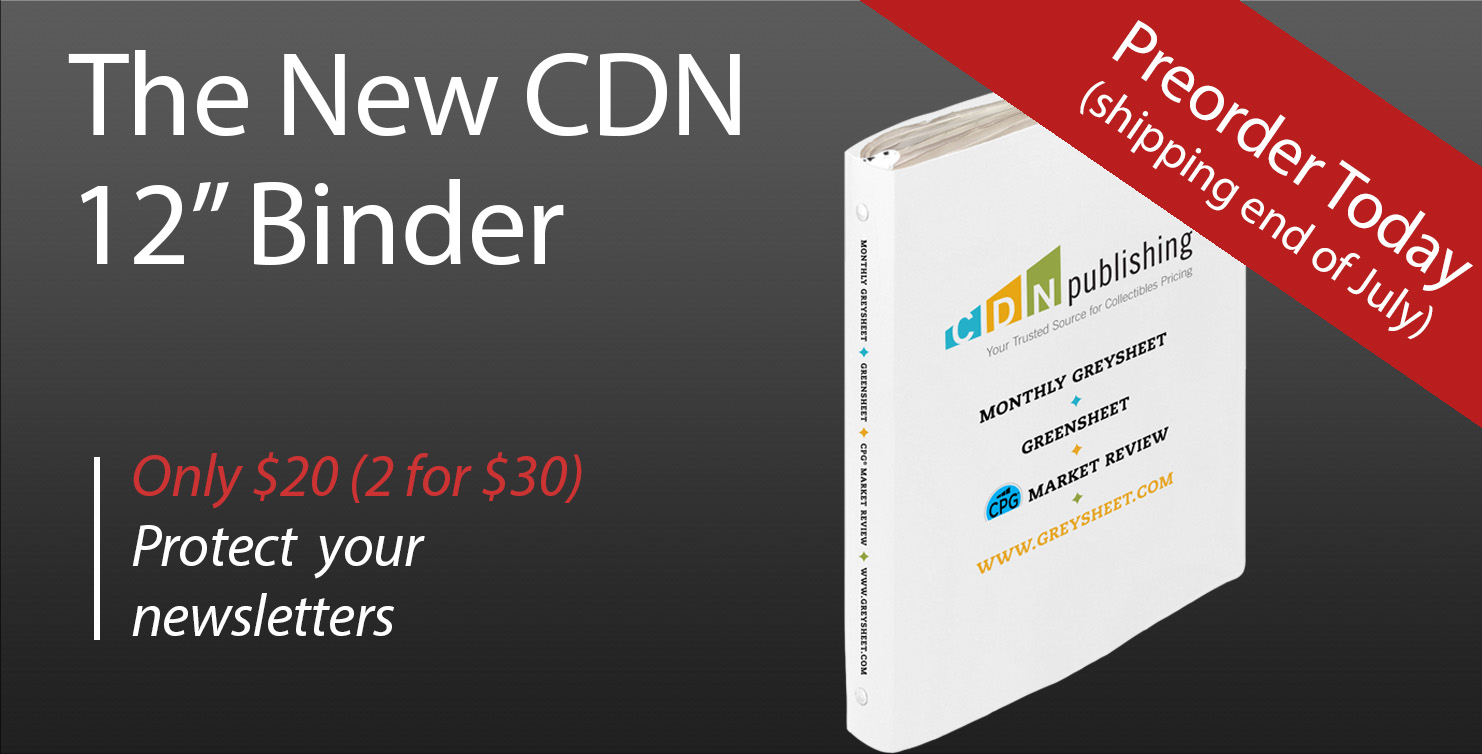 The New CDN
12” Binder
Only $20 (2 for $30)
Protect your
newsletters
Preorder Today
(shipping end of July)
CDN publishing
Your Trusted Source for Collectibles Pricing
MONTHLY GREYSHEET
GREENSHEET
CPG MARKET REVIEW
WWW.GREYSHEET.COM
MONTHLY GREYSHEET ✦ GREENSHEET ✦ CPG® MARKET REVIEW ✦ WWW.GREYSHEET.COM